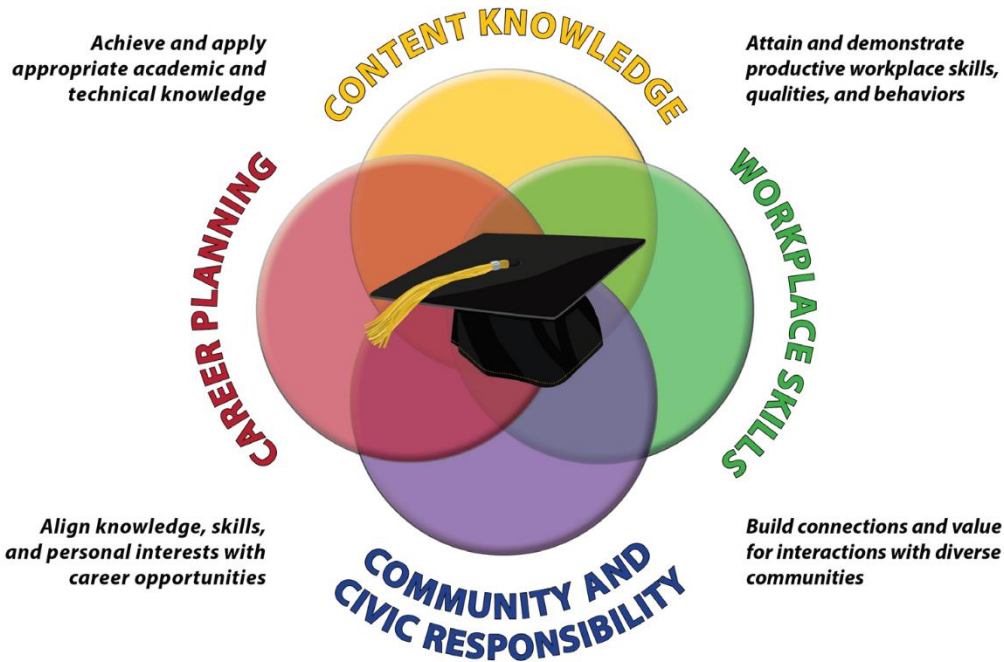 CONTENT KNOWLEDGE
Achieve and apply
appropriate academic and
technical knowledge
Attain and demonstrate
productive workplace skills,
qualities, and behaviors
CAREER PLANNING
WORKPLACE SKILLS
Align knowledge, skills,
and personal interests with
career opportunities
Build connections and value
for interactions with diverse
communities
COMMUNITY AND
CIVIC RESPONSIBILITY